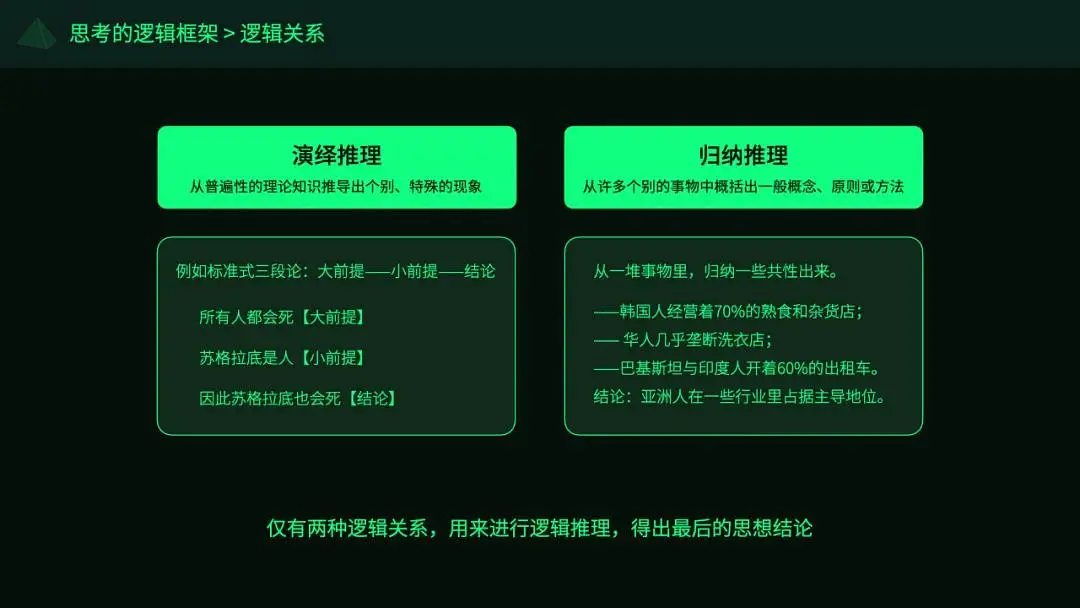 思考的逻辑框架 > 逻辑关系
演绎推理
从普遍性的理论知识推导出个别、特殊的现象
例如标准式三段论：大前提——小前提——结论
所有人都会死【大前提】
苏格拉底是人【小前提】
因此苏格拉底也会死【结论】
归纳推理
从许多个别的事物中概括出一般概念、原则或方法
从一堆事物里，归纳一些共性出来。
——韩国人经营着70%的熟食和杂货店；
—— 华人几乎垄断洗衣店；
——巴基斯坦与印度人开着60%的出租车。
结论：亚洲人在一些行业里占据主导地位。
仅有两种逻辑关系，用来进行逻辑推理，得出最后的思想结论